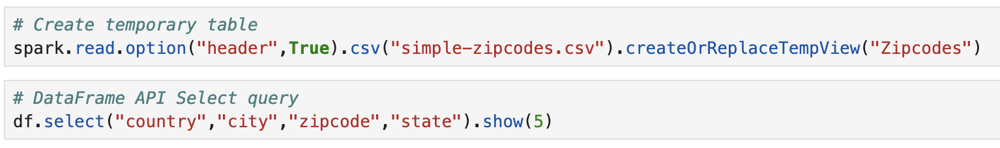 # Create temporary table
spark.read.option("header",True).csv("simple-zipcodes.csv").createOrReplaceTempView("Zipcodes")
# DataFrame API Select query
df.select("country","city","zipcode","state").show(5)